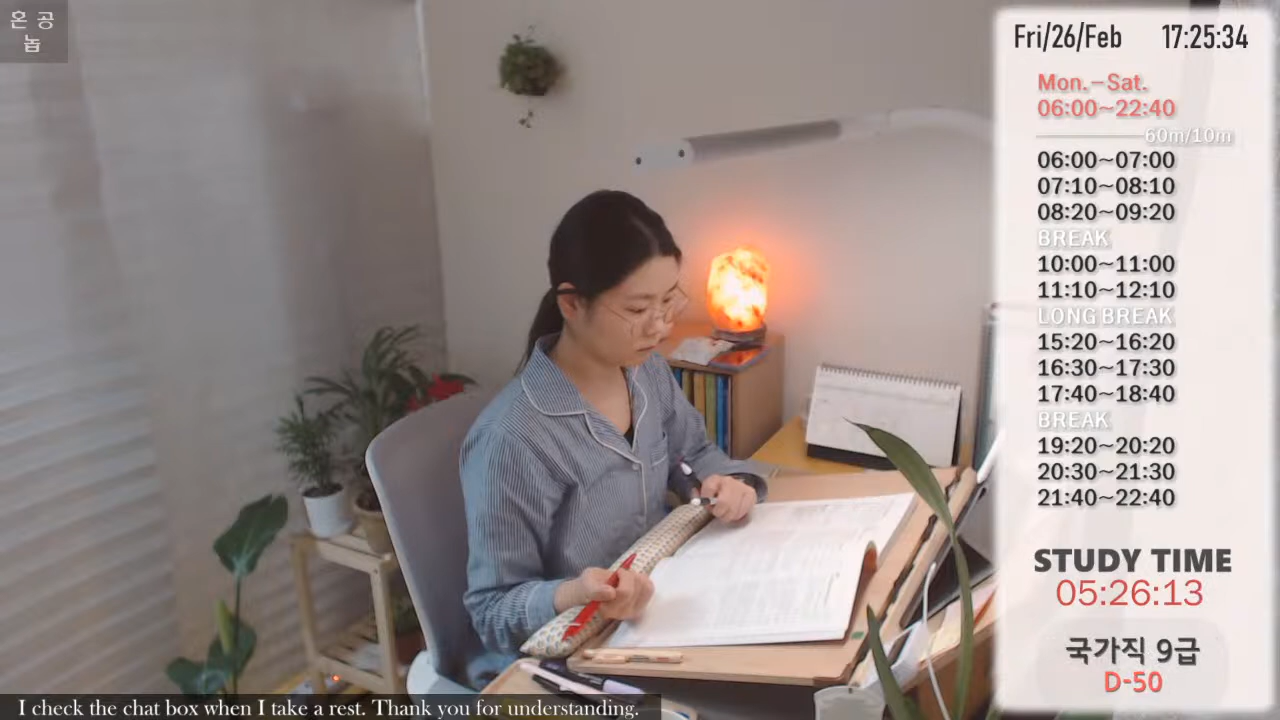 혼 공
놉
Fri/26/Feb 17:25:34
Mon.-Sat.
06:00~22:40
60m/10m
06:00~07:00
07:10~08:10
08:20~09:20
BREAK
10:00~11:00
11:10~12:10
LONG BREAK
15:20~16:20
16:30~17:30
17:40~18:40
BREAK
19:20~20:20
20:30~21:30
21:40~22:40
STUDY TIME
05:26:13
국가직 9급
D-50
I check the chat box when I take a rest. Thank you for understanding.